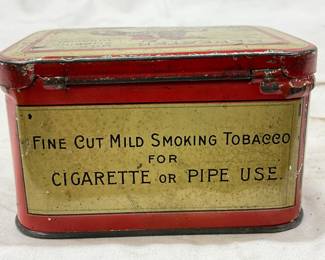 FINE CUT MILD SMOKING TOBACCO
FOR
CIGARETTE OR PIPE USE.